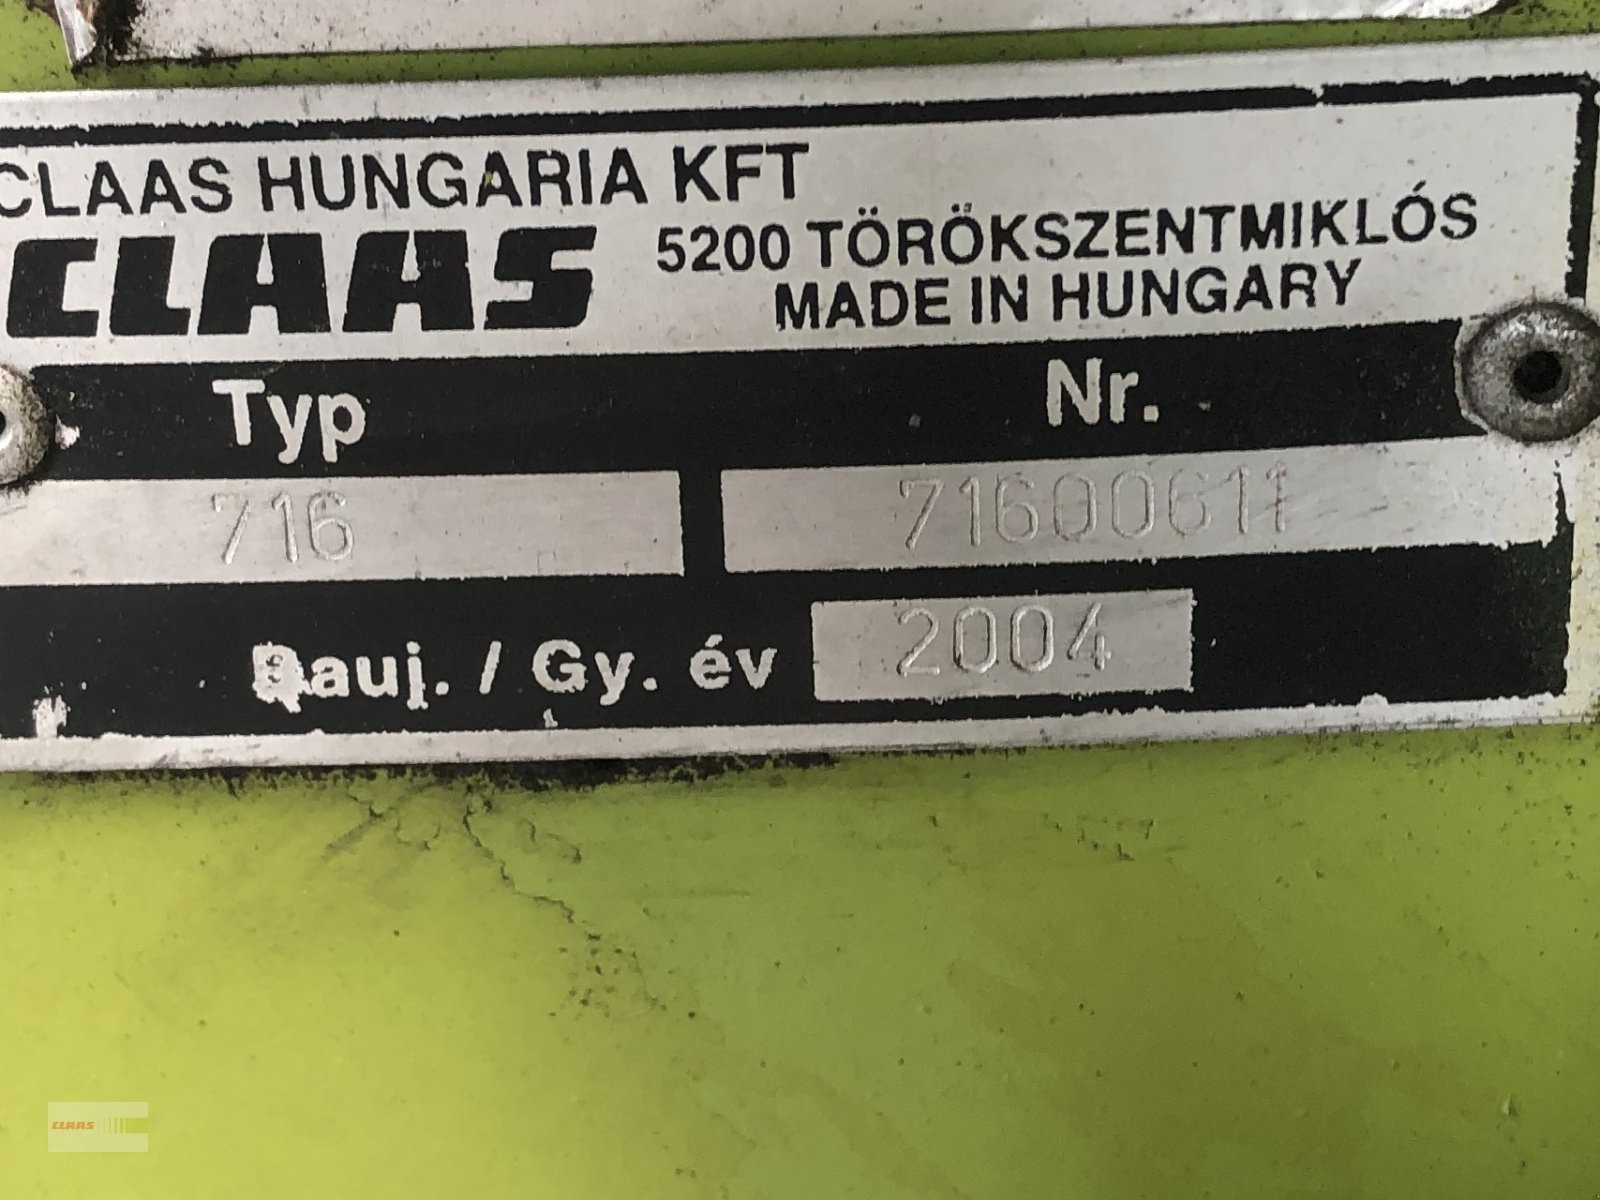 CLAAS HUNGARIA KFT
CLAAS 5200 TÖRÖKSZENTMIKLÓS
MADE IN HUNGARY
Typ Nr.
716 71600611
Bauj. / Gy. év 2004
CLAAS